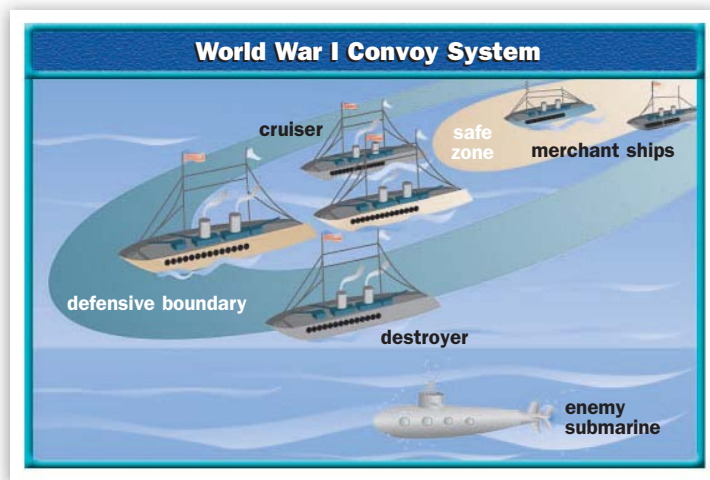 World War I Convoy System
cruiser
safe
zone
merchant ships
defensive boundary
destroyer
enemy
submarine